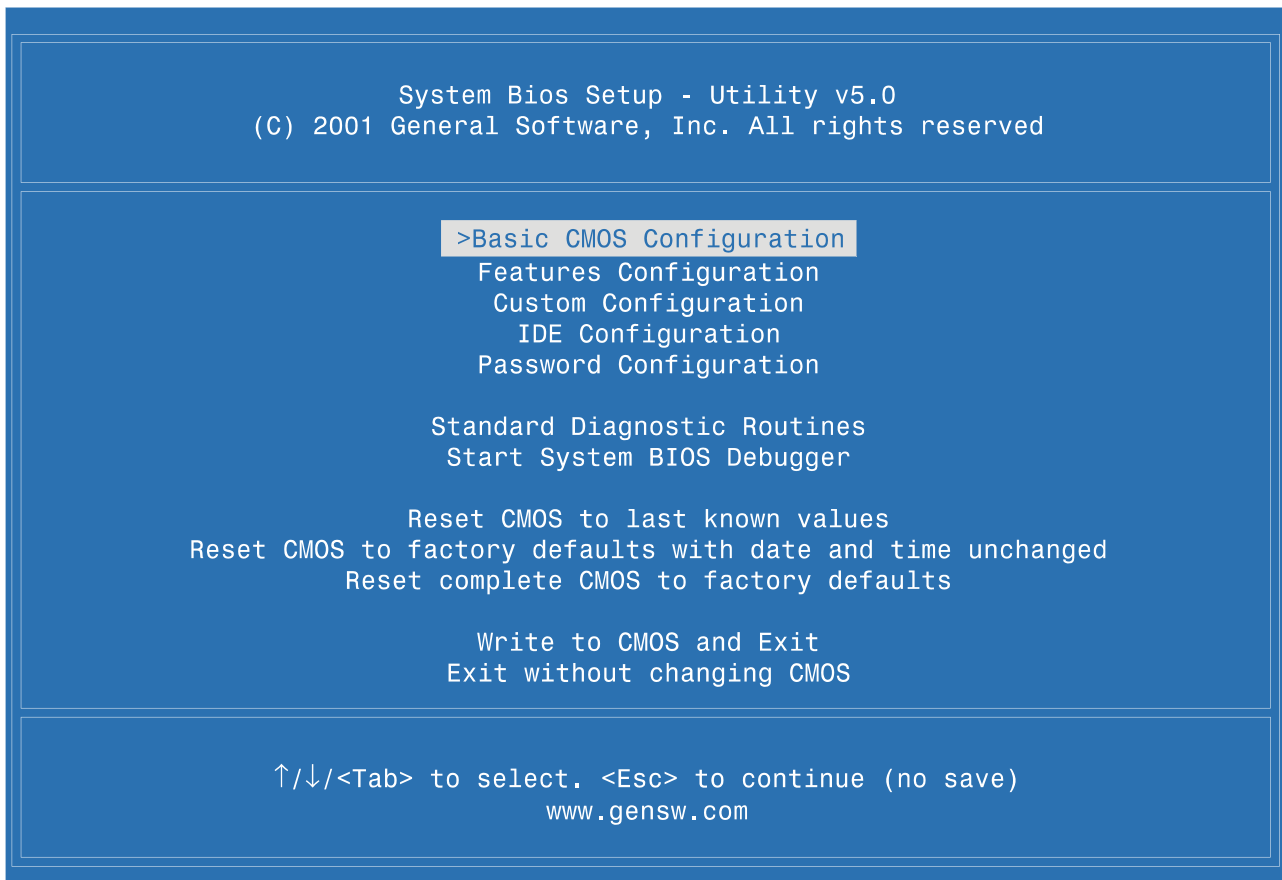 System Bios Setup - Utility v5.0
(C) 2001 General Software, Inc. All rights reserved
>Basic CMOS Configuration
Features Configuration
Custom Configuration
IDE Configuration
Password Configuration
Standard Diagnostic Routines
Start System BIOS Debugger
Reset CMOS to last known values
Reset CMOS to factory defaults with date and time unchanged
Reset complete CMOS to factory defaults
Write to CMOS and Exit
Exit without changing CMOS
↑/↓/<Tab> to select. <Esc> to continue (no save)
www.gensw.com